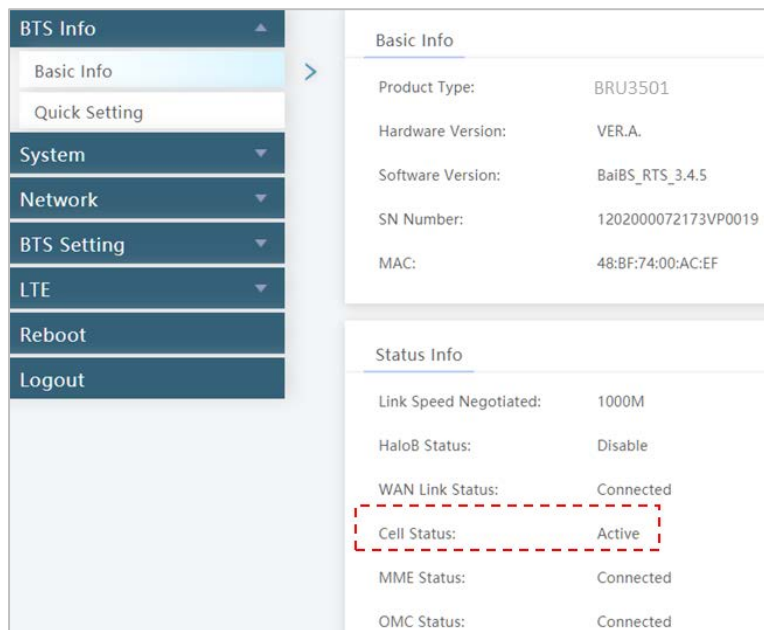 BTS Info
Basic Info
Quick Setting
System
Network
BTS Setting
LTE
Reboot
Logout
Basic Info
Product Type: BRU3501
Hardware Version: VER.A.
Software Version: BaiBS_RTS_3.4.5
SN Number: 1202000072173VP0019
MAC: 48:BF:74:00:AC:EF
Status Info
Link Speed Negotiated: 1000M
HaloB Status: Disable
WAN Link Status: Connected
Cell Status: Active
MME Status: Connected
OMC Status: Connected